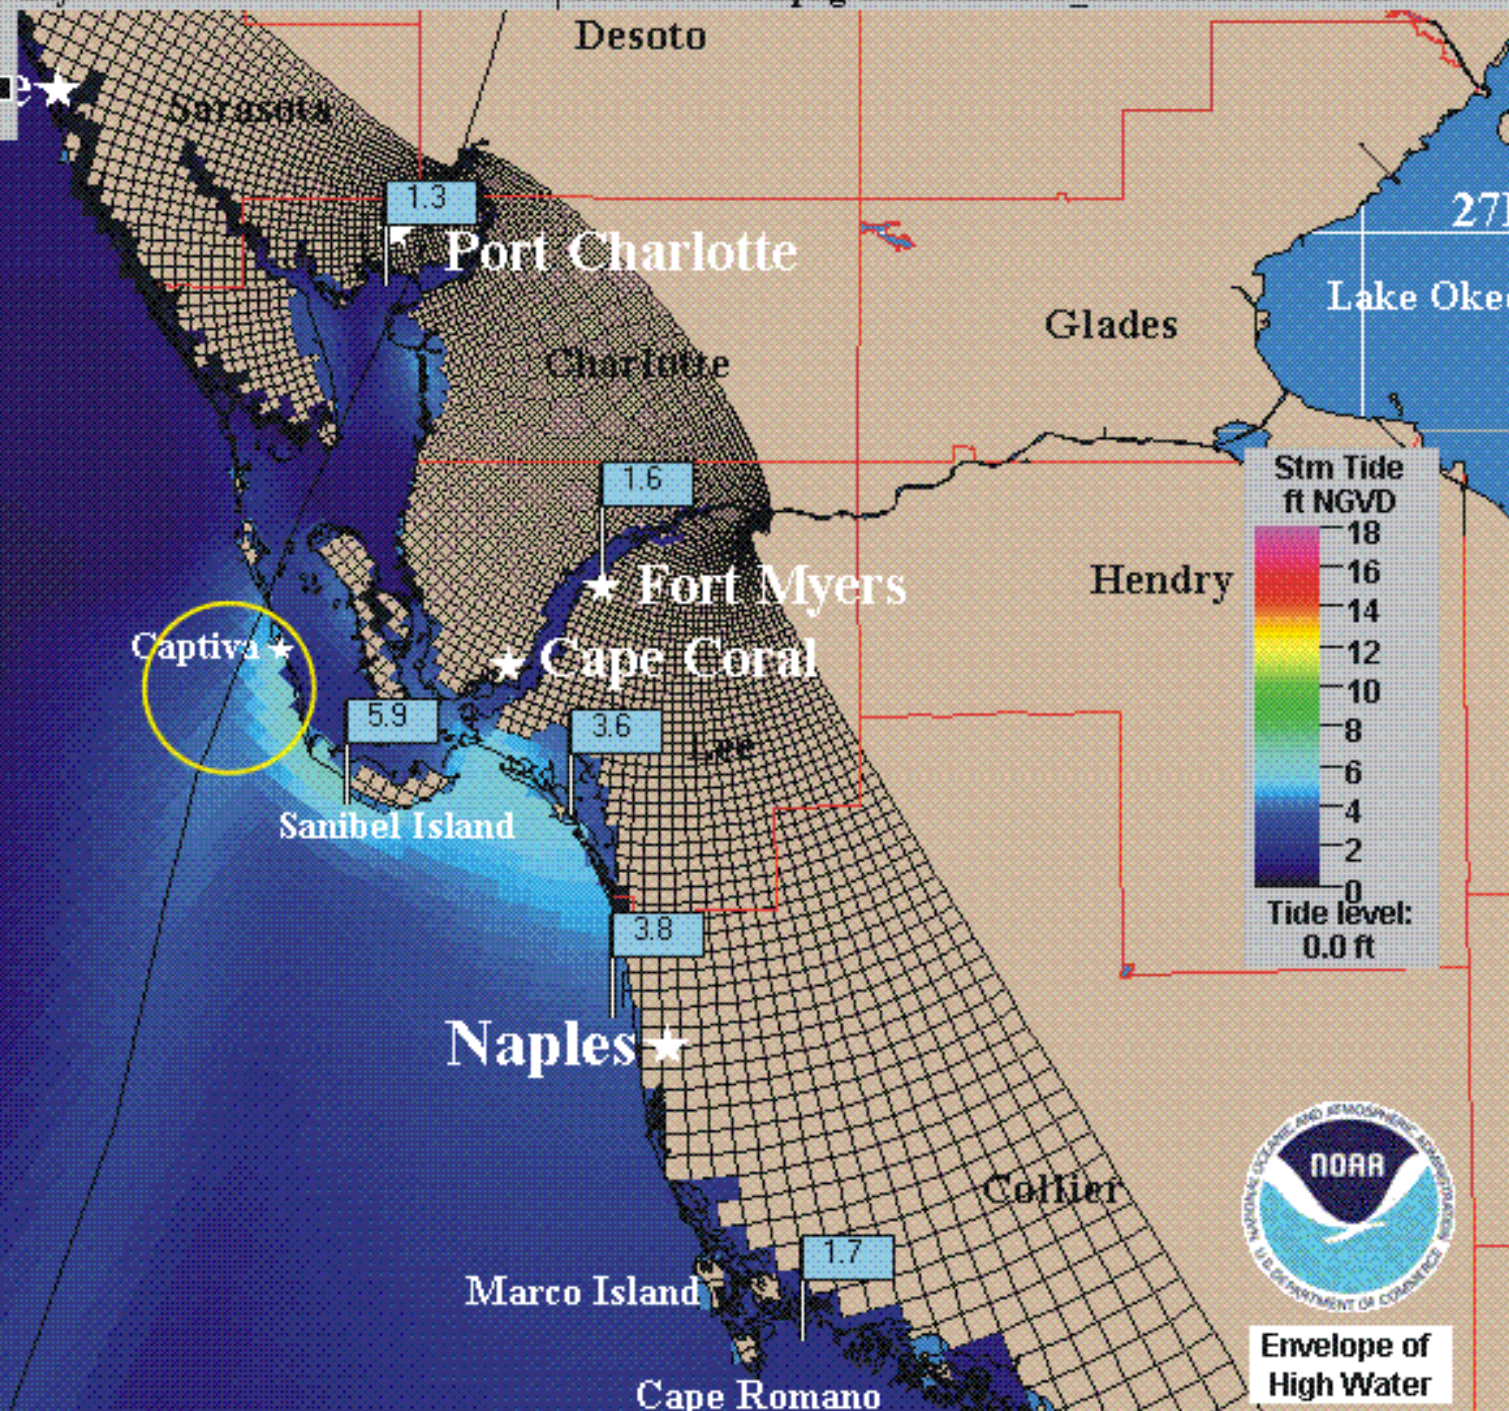 Desoto
e
Sarasota
1.3
27
Port Charlotte
Lake Oke
Glades
Charlotte
1.6
Stm Tide
ft NGVD
18
16
14
12
10
8
6
4
2
0
Tide level:
0.0 ft
Hendry
Fort Myers
Captiva
Cape Coral
5.9
3.6
Lee
Sanibel Island
3.8
Naples
NATIONAL OCEANIC AND ATMOSPHERIC ADMINISTRATION
NOAA
U.S. DEPARTMENT OF COMMERCE
Collier
1.7
Marco Island
Envelope of
High Water
Cape Romano